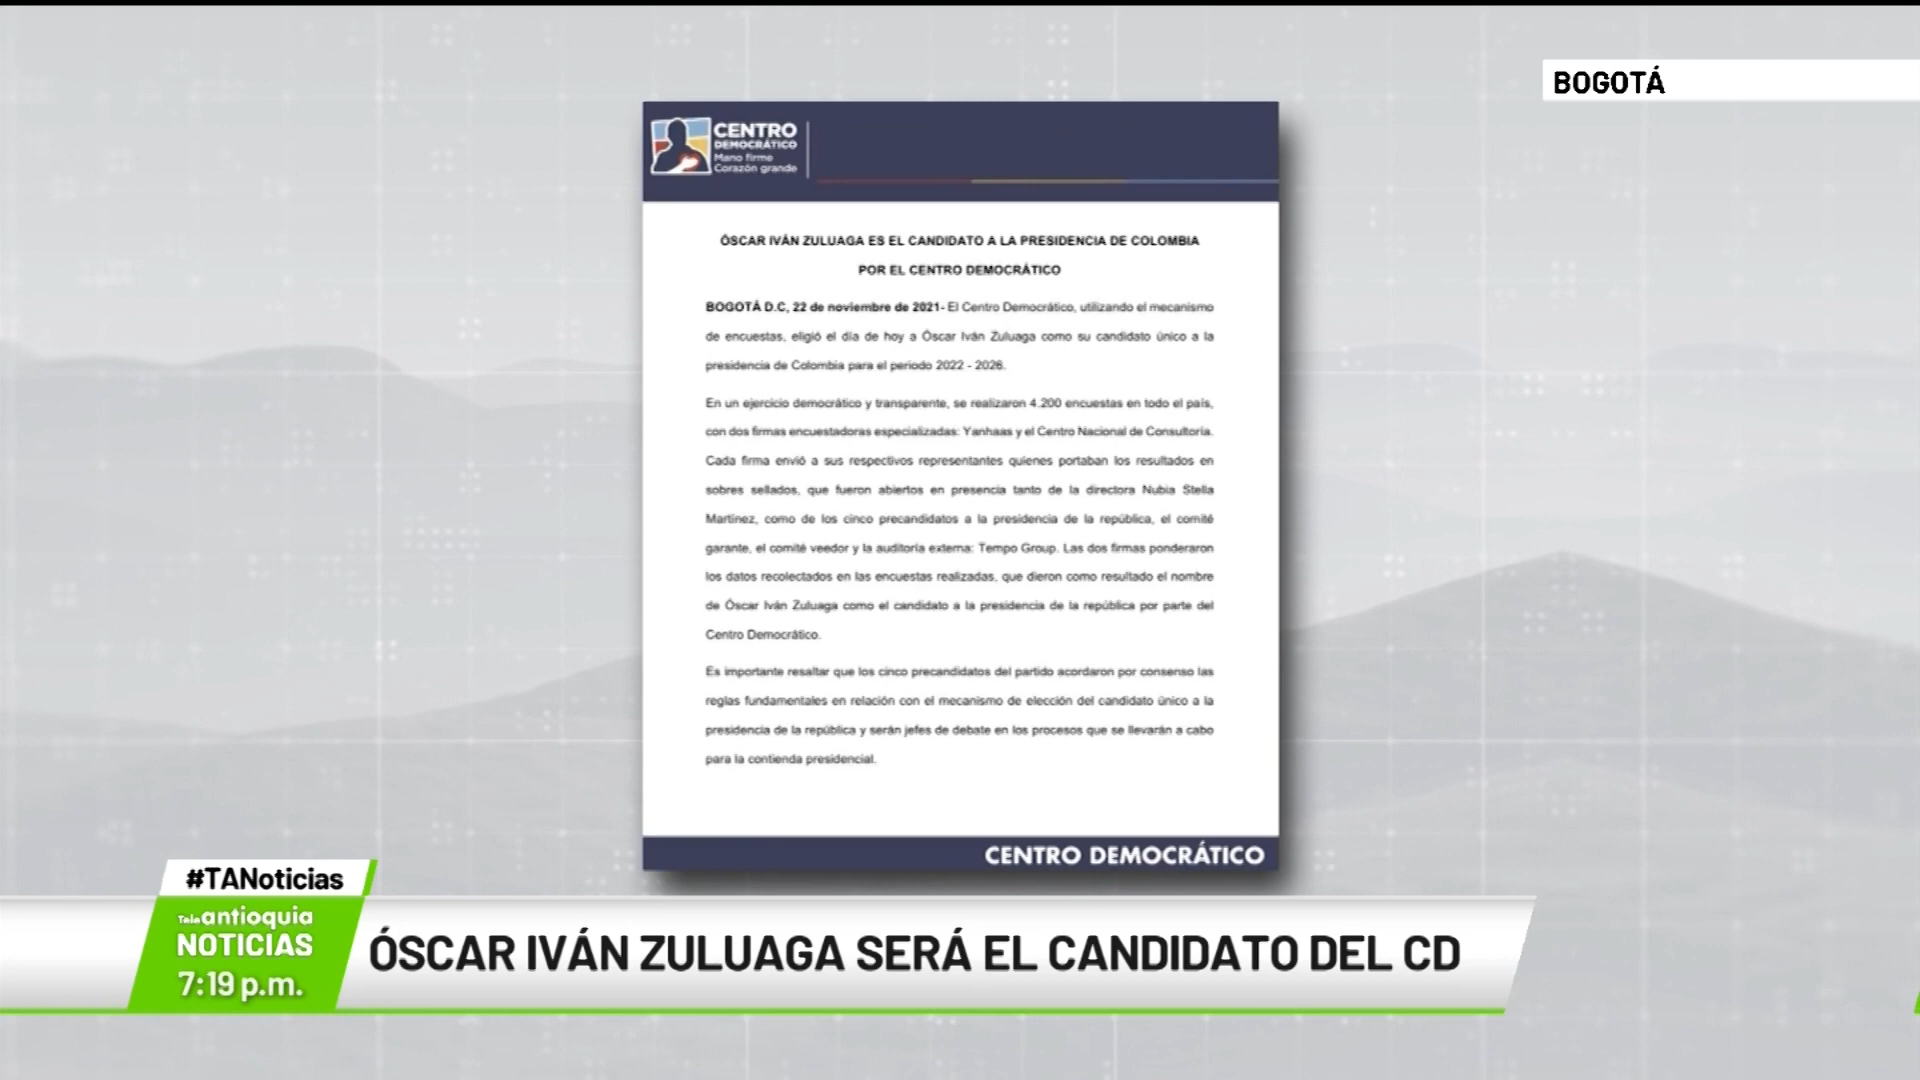 BOGOTÁ
CENTRO
DEMOCRÁTICO
Mano firme
Corazón grande
ÓSCAR IVÁN ZULUAGA ES EL CANDIDATO A LA PRESIDENCIA DE COLOMBIA
POR EL CENTRO DEMOCRÁTICO
BOGOTÁ D.C, 22 de noviembre de 2021- El Centro Democrático, utilizando el mecanismo
de encuestas, eligió el día de hoy a Óscar Iván Zuluaga como su candidato único a la
presidencia de Colombia para el periodo 2022 - 2026.
En un ejercicio democrático y transparente, se realizaron 4.200 encuestas en todo el país,
con dos firmas encuestadoras especializadas: Yanhaas y el Centro Nacional de Consultoría.
Cada firma envió a sus respectivos representantes quienes portaban los resultados en
sobres sellados, que fueron abiertos en presencia tanto de la directora Nubia Stella
Martínez, como de los cinco precandidatos a la presidencia de la república, el comité
garante, el comité veedor y la auditoría externa: Tempo Group. Las dos firmas ponderaron
los datos recolectados en las encuestas realizadas, que dieron como resultado el nombre
de Óscar Iván Zuluaga como el candidato a la presidencia de la república por parte del
Centro Democrático.
Es importante resaltar que los cinco precandidatos del partido acordaron por consenso las
reglas fundamentales en relación con el mecanismo de elección del candidato único a la
presidencia de la república y serán jefes de debate en los procesos que se llevarán a cabo
para la contienda presidencial.
CENTRO DEMOCRÁTICO
#TANoticias
Teleantioquia
NOTICIAS
7:19 p.m.
ÓSCAR IVÁN ZULUAGA SERÁ EL CANDIDATO DEL CD